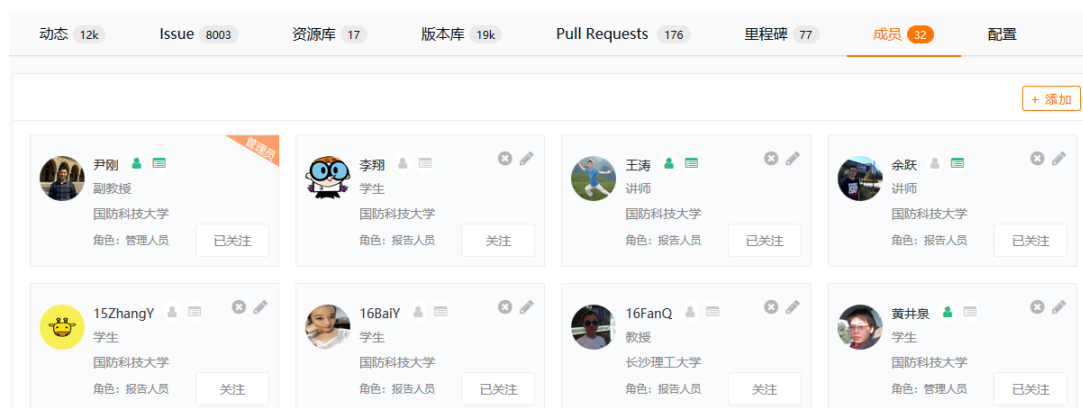 动态 12k Issue 8003 资源库 17 版本库 19k Pull Requests 176 里程碑 77 成员 32 配置
+ 添加
管理员
尹刚
副教授
国防科技大学
角色：管理人员 已关注
李翔
学生
国防科技大学
角色：报告人员 关注
王涛
讲师
国防科技大学
角色：报告人员 已关注
余跃
讲师
国防科技大学
角色：报告人员 已关注
15ZhangY
学生
国防科技大学
角色：报告人员 关注
16BaiY
学生
国防科技大学
角色：报告人员 已关注
16FanQ
教授
长沙理工大学
角色：报告人员 关注
黄井泉
学生
国防科技大学
角色：管理人员 已关注